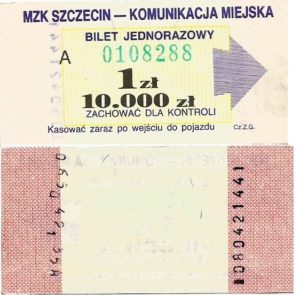 MZK SZCZECIN — KOMUNIKACJA MIEJSKA
BILET JEDNORAZOWY
A 0108288
1 zł
10.000 zł
ZACHOWAĆ DLA KONTROLI
Kasować zaraz po wejściu do pojazdu Cz.Z.G.
1080421441